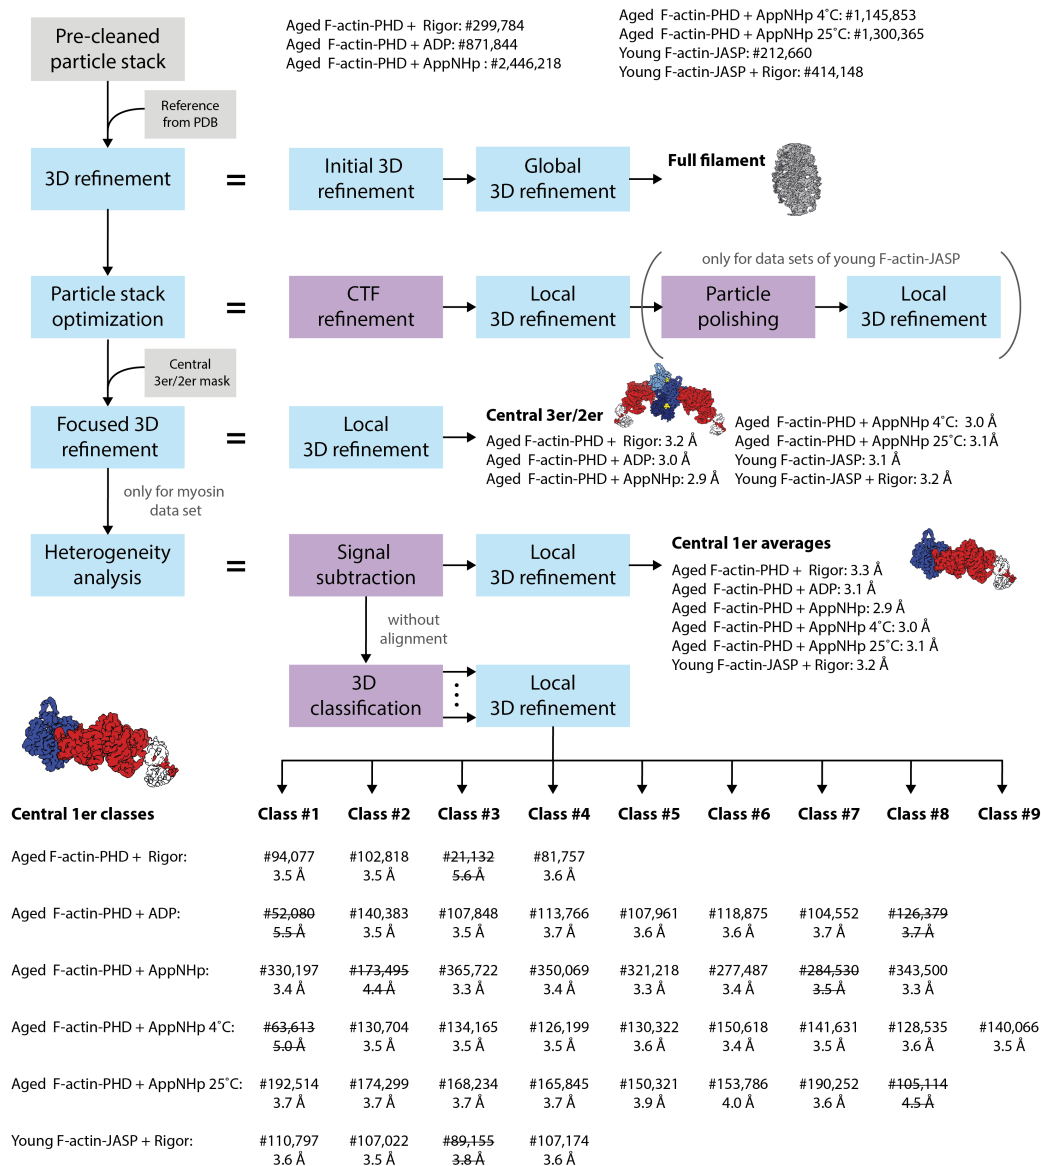 Pre-cleaned
particle stack
Aged F-actin-PHD + Rigor: #299,784
Aged F-actin-PHD + ADP: #871,844
Aged F-actin-PHD + AppNHp : #2,446,218
Aged F-actin-PHD + AppNHp 4˚C: #1,145,853
Aged F-actin-PHD + AppNHp 25˚C: #1,300,365
Young F-actin-JASP: #212,660
Young F-actin-JASP + Rigor: #414,148
Reference
from PDB
3D refinement
=
Initial 3D
refinement
Global
3D refinement
Full filament
only for data sets of young F-actin-JASP
Particle stack
optimization
=
CTF
refinement
Local
3D refinement
Particle
polishing
Local
3D refinement
Central
3er/2er mask
Focused 3D
refinement
=
Local
3D refinement
Central 3er/2er
Aged F-actin-PHD + Rigor: 3.2 Å
Aged F-actin-PHD + ADP: 3.0 Å
Aged F-actin-PHD + AppNHp: 2.9 Å
Aged F-actin-PHD + AppNHp 4˚C: 3.0 Å
Aged F-actin-PHD + AppNHp 25˚C: 3.1Å
Young F-actin-JASP: 3.1 Å
Young F-actin-JASP + Rigor: 3.2 Å
only for myosin
data set
Heterogeneity
analysis
=
Signal
subtraction
Local
3D refinement
Central 1er averages
Aged F-actin-PHD + Rigor: 3.3 Å
Aged F-actin-PHD + ADP: 3.1 Å
Aged F-actin-PHD + AppNHp: 2.9 Å
Aged F-actin-PHD + AppNHp 4˚C: 3.0 Å
Aged F-actin-PHD + AppNHp 25˚C: 3.1 Å
Young F-actin-JASP + Rigor: 3.2 Å
without
alignment
3D
classification
Local
3D refinement
Central 1er classes Class #1 Class #2 Class #3 Class #4 Class #5 Class #6 Class #7 Class #8 Class #9
Aged F-actin-PHD + Rigor: #94,077 #102,818 #21,132 #81,757
3.5 Å 3.5 Å 5.6 Å 3.6 Å
Aged F-actin-PHD + ADP: #52,080 #140,383 #107,848 #113,766 #107,961 #118,875 #104,552 #126,379
5.5 Å 3.5 Å 3.5 Å 3.7 Å 3.6 Å 3.6 Å 3.7 Å 3.7 Å
Aged F-actin-PHD + AppNHp: #330,197 #173,495 #365,722 #350,069 #321,218 #277,487 #284,530 #343,500
3.4 Å 4.4 Å 3.3 Å 3.4 Å 3.3 Å 3.4 Å 3.5 Å 3.3 Å
Aged F-actin-PHD + AppNHp 4˚C: #63,613 #130,704 #134,165 #126,199 #130,322 #150,618 #141,631 #128,535 #140,066
5.0 Å 3.5 Å 3.5 Å 3.5 Å 3.6 Å 3.4 Å 3.5 Å 3.6 Å 3.5 Å
Aged F-actin-PHD + AppNHp 25˚C: #192,514 #174,299 #168,234 #165,845 #150,321 #153,786 #190,252 #105,114
3.7 Å 3.7 Å 3.7 Å 3.7 Å 3.9 Å 4.0 Å 3.6 Å 4.5 Å
Young F-actin-JASP + Rigor: #110,797 #107,022 #89,155 #107,174
3.6 Å 3.5 Å 3.8 Å 3.6 Å